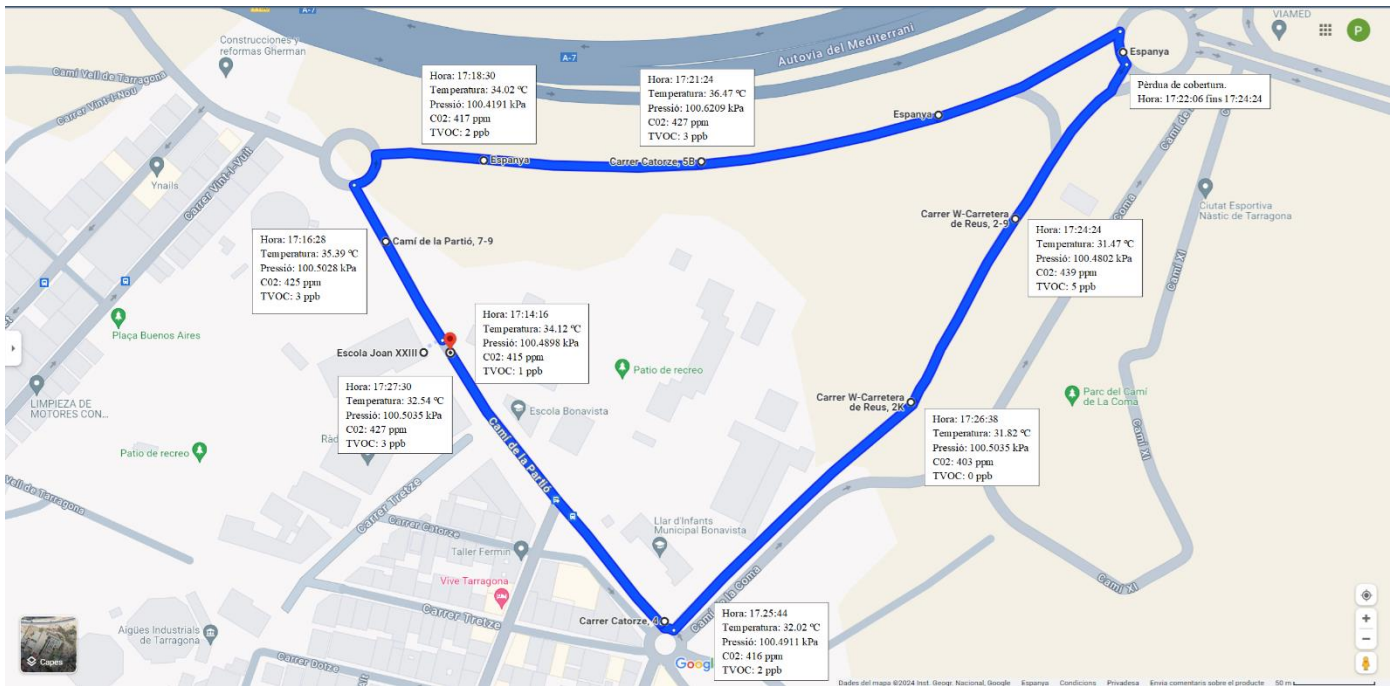 A-7
A-7
Autovia del Mediterrani
VIAMED
P
Construcciones y
reformas Gherman
Camí Vell de Tarragona
Carrer Vint-I-Nou
Carrer Vint-I-Vuit
Ynails
Hora: 17:18:30
Temperatura: 34.02 ºC
Pressió: 100.4191 kPa
C02: 417 ppm
TVOC: 2 ppb
Hora: 17:21:24
Temperatura: 36.47 ºC
Pressió: 100.6209 kPa
C02: 427 ppm
TVOC: 3 ppb
Espanya
Pèrdua de cobertura.
Hora: 17:22:06 fins 17:24:24
Espanya
Espanya
Carrer Catorze, 5B
Ciutat Esportiva
Nàstic de Tarragona
Carrer W-Carretera
de Reus, 2-9
Coma
Camí XI
Hora: 17:16:28
Temperatura: 35.39 ºC
Pressió: 100.5028 kPa
C02: 425 ppm
TVOC: 3 ppb
Camí de la Partió, 7-9
Hora: 17:24:24
Temperatura: 31.47 ºC
Pressió: 100.4802 kPa
C02: 439 ppm
TVOC: 5 ppb
Hora: 17:14:16
Temperatura: 34.12 ºC
Pressió: 100.4898 kPa
C02: 415 ppm
TVOC: 1 ppb
Plaça Buenos Aires
Escola Joan XXIII
Patio de recreo
Hora: 17:27:30
Temperatura: 32.54 ºC
Pressió: 100.5035 kPa
C02: 427 ppm
TVOC: 3 ppb
LIMPIEZA DE
MOTORES CON...
Escola Bonavista
Carrer W-Carretera
de Reus, 2K
Parc del Camí
de La Coma
Camí XI
Hora: 17:26:38
Temperatura: 31.82 ºC
Pressió: 100.5035 kPa
C02: 403 ppm
TVOC: 0 ppb
Patio de recreo
Camí de la Partió
Vell de Tarragona
Carrer Tretze
Carrer Catorze
Llar d'Infants
Municipal Bonavista
Taller Fermin
Vive Tarragona
Camí XI
Carrer Tretze
Carrer Catorze, 4
Camí de la Coma
Hora: 17.25:44
Temperatura: 32.02 ºC
Pressió: 100.4911 kPa
C02: 416 ppm
TVOC: 2 ppb
Aigües Industrials
de Tarragona
Carrer Dotze
Capes
Google
Dades del mapa ©2024 Inst. Geogr. Nacional, Google Espanya Condicions Privadesa Envia comentaris sobre el producte 50 m